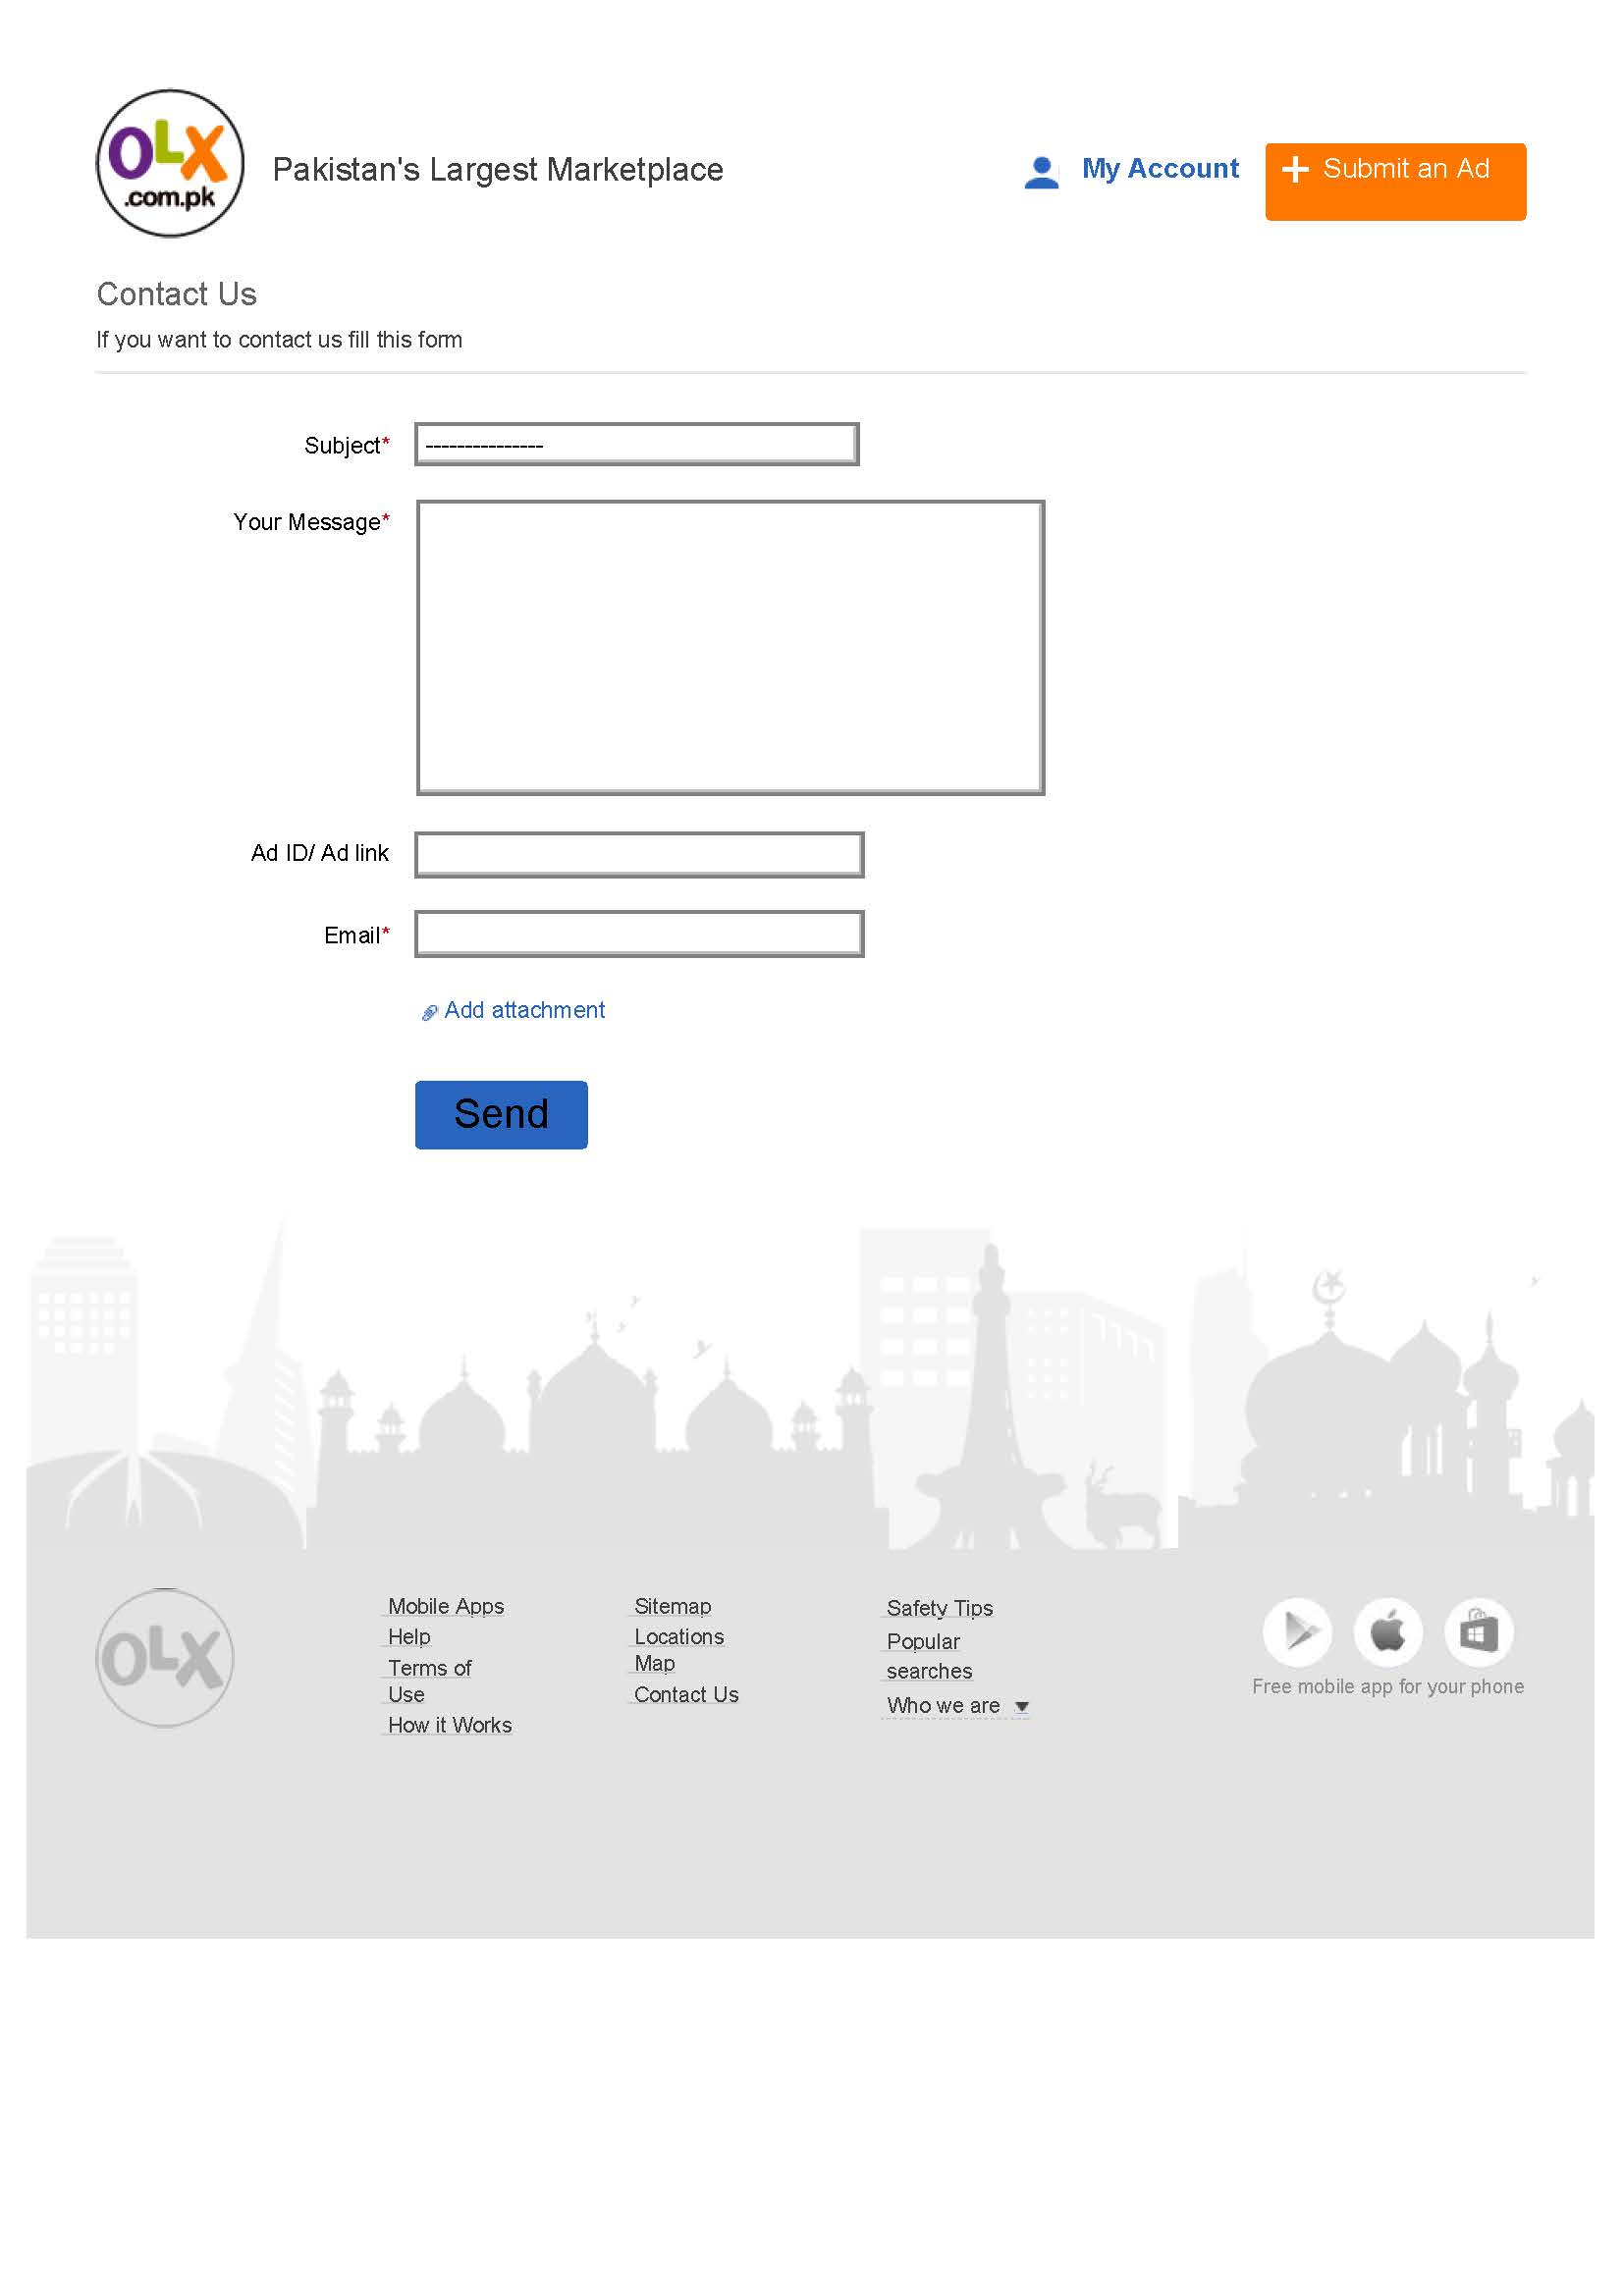 OLX
.com.pk
Pakistan's Largest Marketplace
My Account
+ Submit an Ad
Contact Us
If you want to contact us fill this form
Subject*
---------------
Your Message*
Ad ID/ Ad link
Email*
Add attachment
Send
OLX
Mobile Apps
Help
Terms of
Use
How it Works
Sitemap
Locations
Map
Contact Us
Safety Tips
Popular
searches
Who we are
Free mobile app for your phone